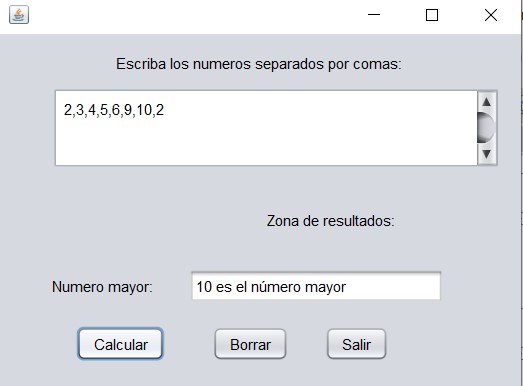 Escriba los numeros separados por comas:
2,3,4,5,6,9,10,2
Zona de resultados:
Numero mayor: 10 es el número mayor
Calcular Borrar Salir